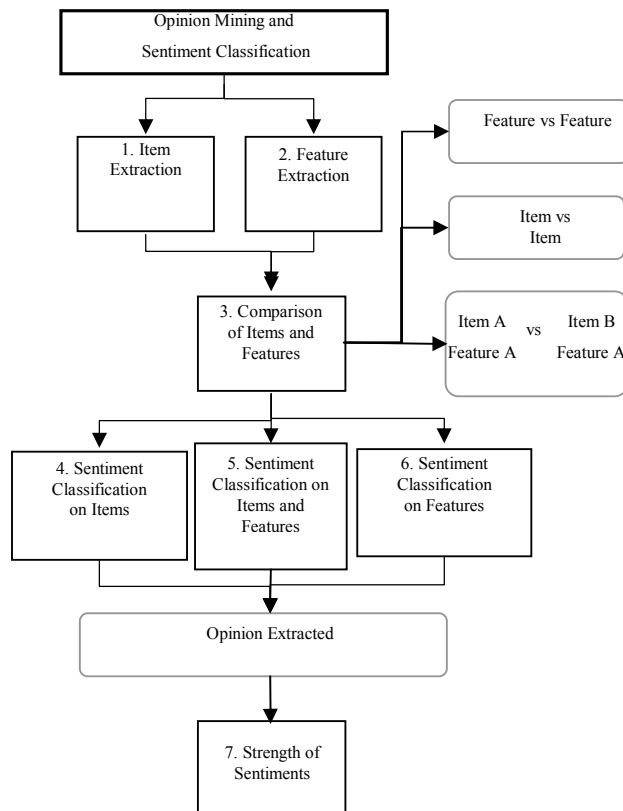 Opinion Mining and
Sentiment Classification
1. Item
Extraction
2. Feature
Extraction
Feature vs Feature
Item vs
Item
3. Comparison
of Items and
Features
Item A vs Item B
Feature A Feature A
4. Sentiment
Classification
on Items
5. Sentiment
Classification on
Items and
Features
6. Sentiment
Classification
on Features
Opinion Extracted
7. Strength of
Sentiments